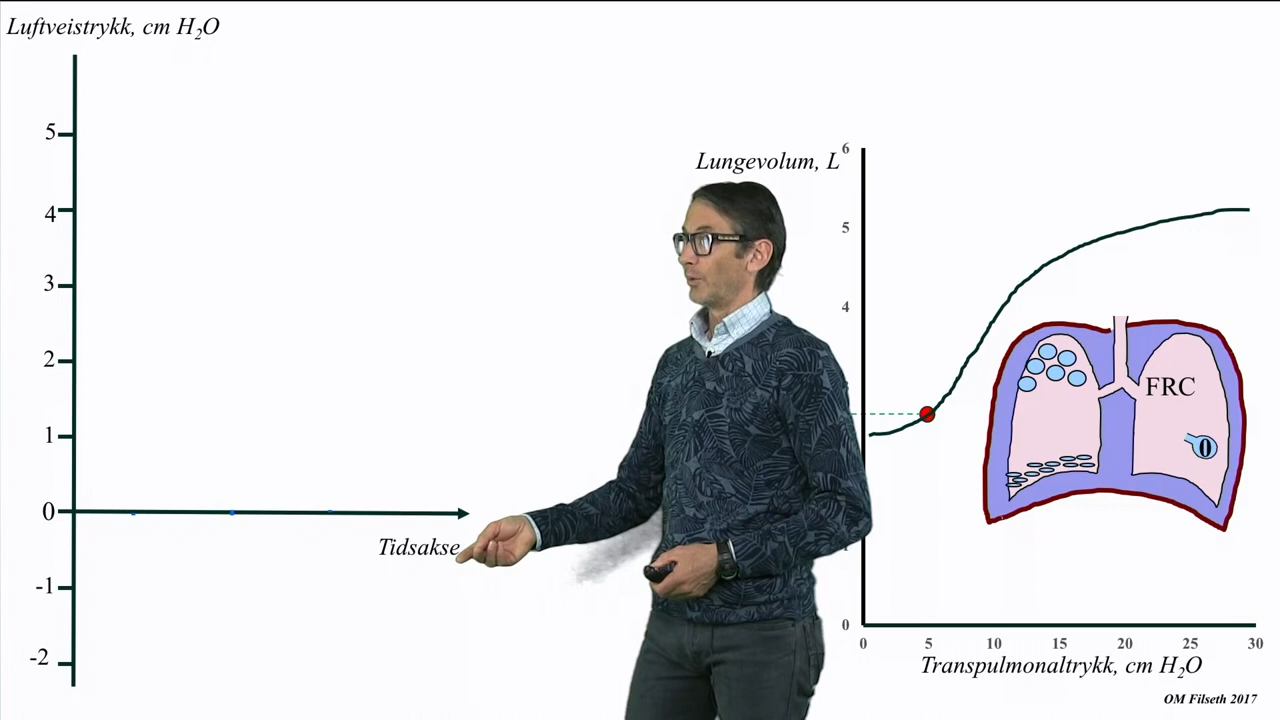 Luftveistrykk, cm H₂O
5
4
3
2
1
0
-1
-2
Tidsakse
Lungevolum, L
6
5
4
0
0 5 10 15 20 25 30
Transpulmonaltrykk, cm H₂O
FRC
0
OM Filseth 2017